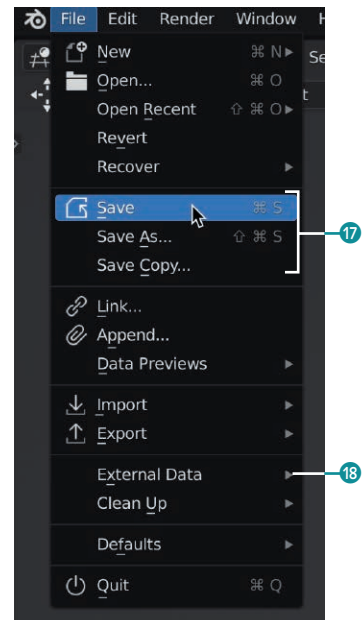 File Edit Render Window
New ⌘ N▸
Open... ⌘ O
Open Recent ⇧ ⌘ O▸
Revert
Recover ▸
Save ⌘ S
Save As... ⇧ ⌘ S
Save Copy...
17
Link...
Append...
Data Previews ▸
Import ▸
Export ▸
External Data ▸
18
Clean Up ▸
Defaults ▸
Quit ⌘ Q